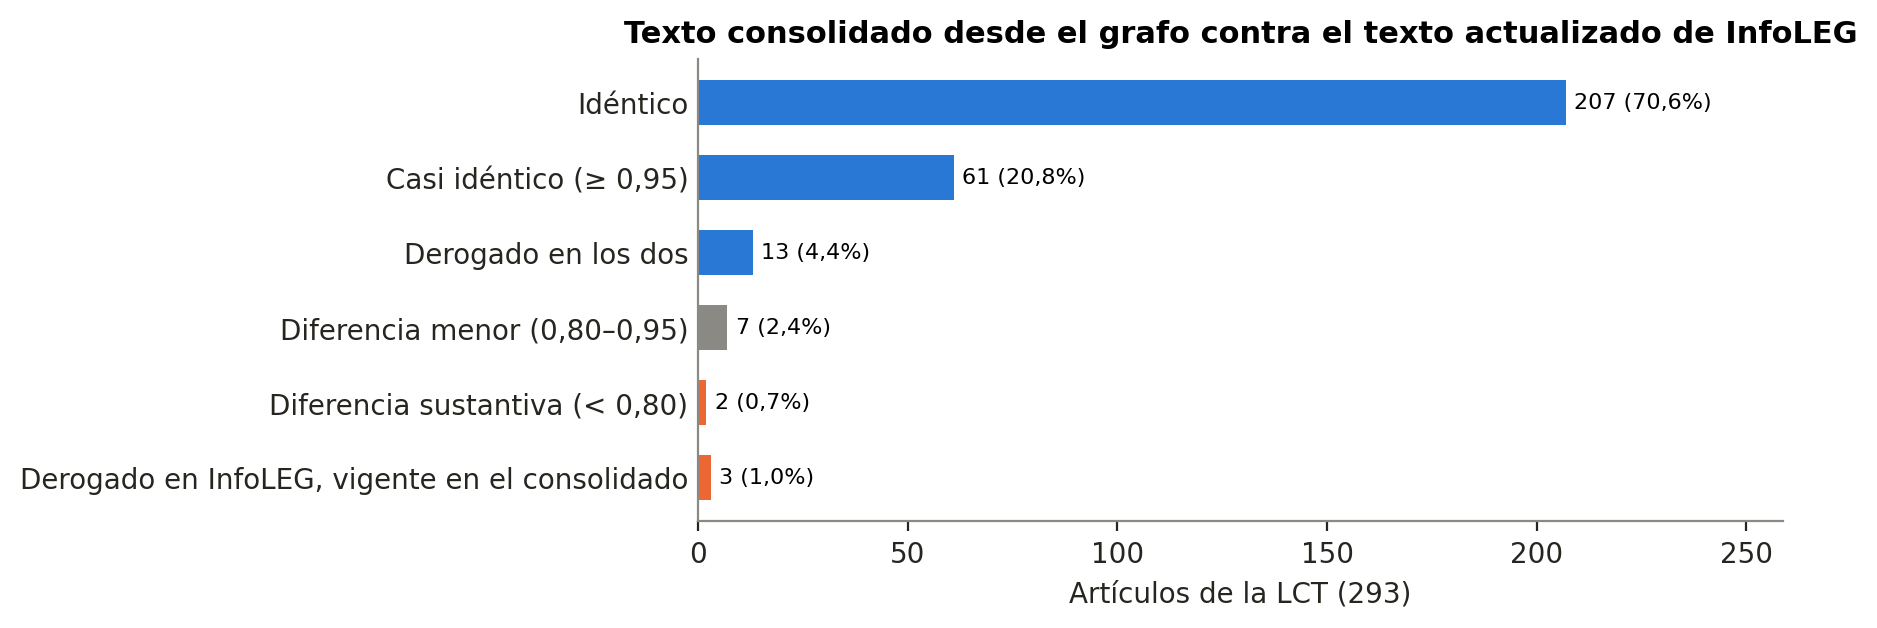 Texto consolidado desde el grafo contra el texto actualizado de InfoLEG
Idéntico
207 (70,6%)
Casi idéntico (≥ 0,95)
61 (20,8%)
Derogado en los dos
13 (4,4%)
Diferencia menor (0,80–0,95)
7 (2,4%)
Diferencia sustantiva (< 0,80)
2 (0,7%)
Derogado en InfoLEG, vigente en el consolidado
3 (1,0%)
0 50 100 150 200 250
Artículos de la LCT (293)